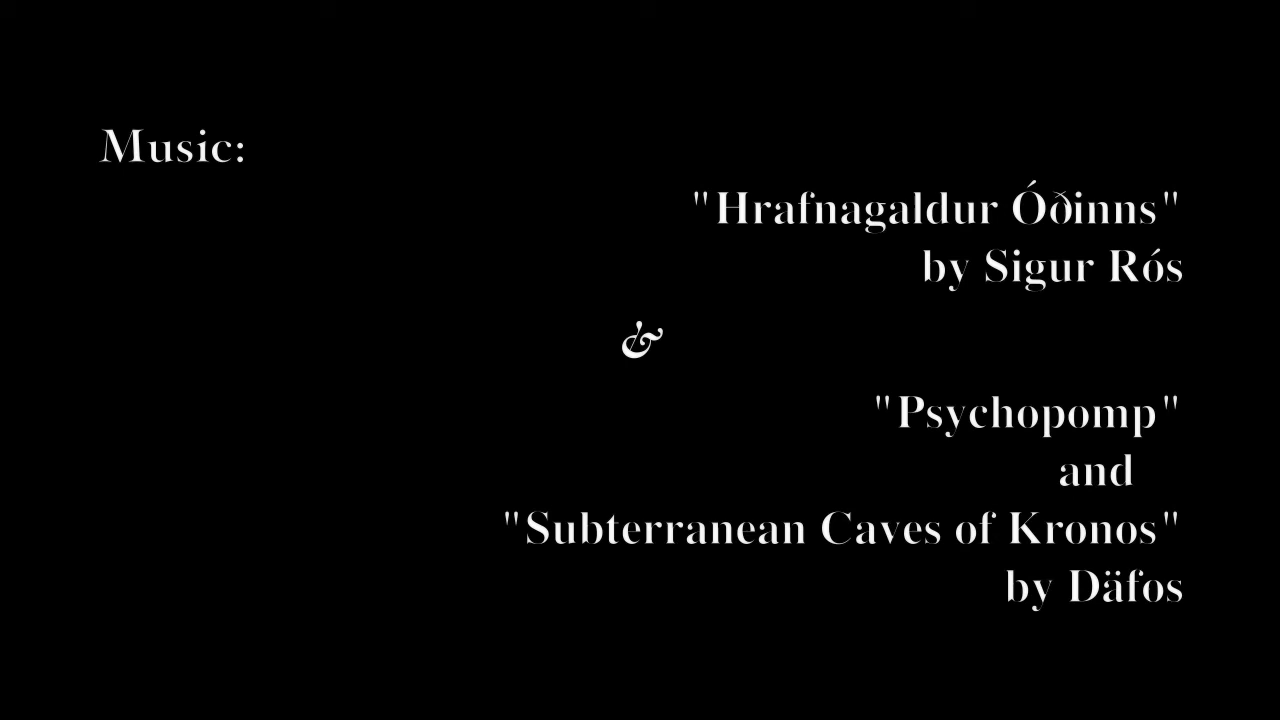 Music:
"Hrafnagaldur Óðinns"
by Sigur Rós
&
"Psychopomp"
and
"Subterranean Caves of Kronos"
by Däfos